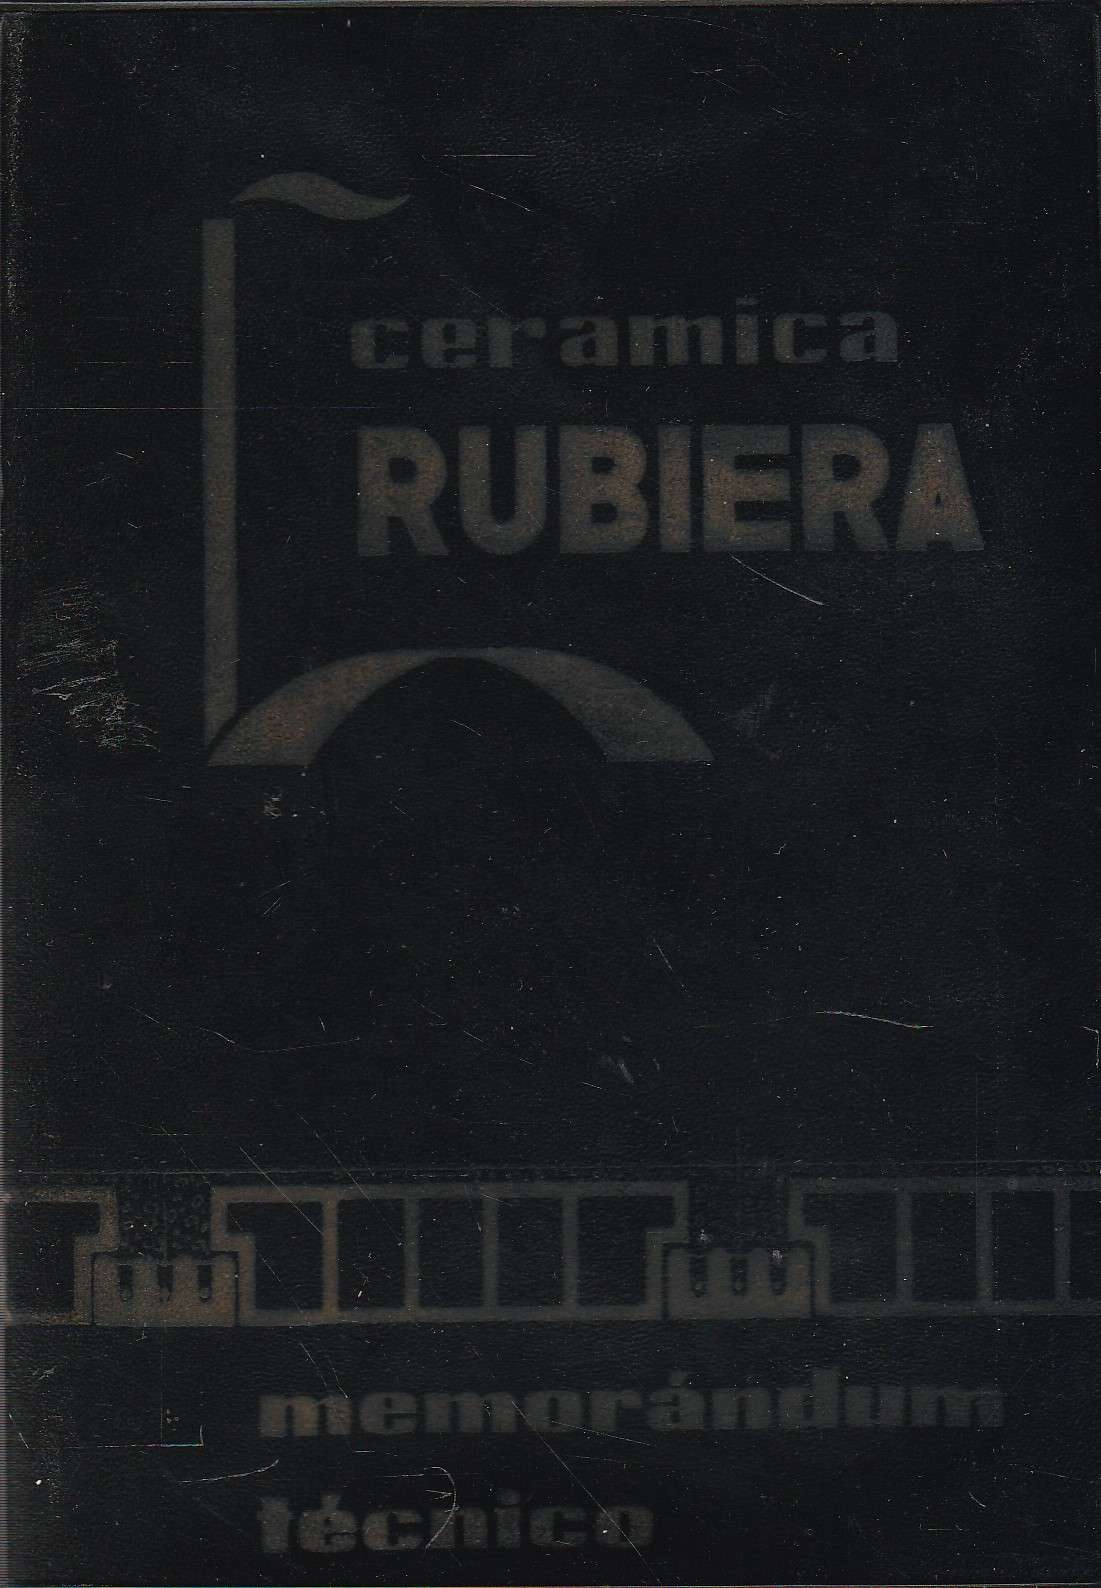 ceramica
RUBIERA
memorándum
técnico